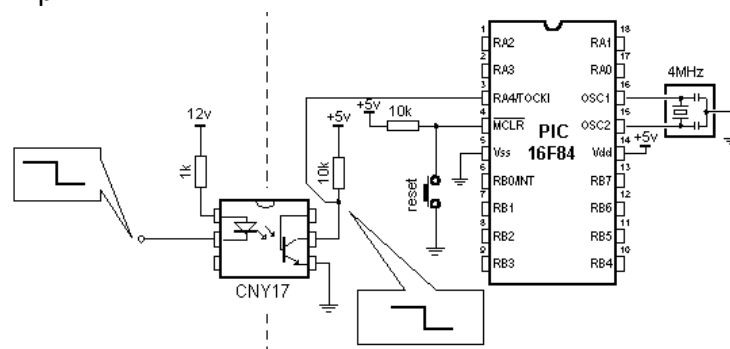 12v
1k
CNY17
+5v
10k
+5v
10k
reset
PIC
16F84
1 RA2
2 RA3
3 RA4/TOCKI
4 MCLR
5 Vss
6 RB0/INT
7 RB1
8 RB2
9 RB3
18 RA1
17 RA0
16 OSC1
15 OSC2
14 Vdd
13 RB7
12 RB6
11 RB5
10 RB4
4MHz
+5v